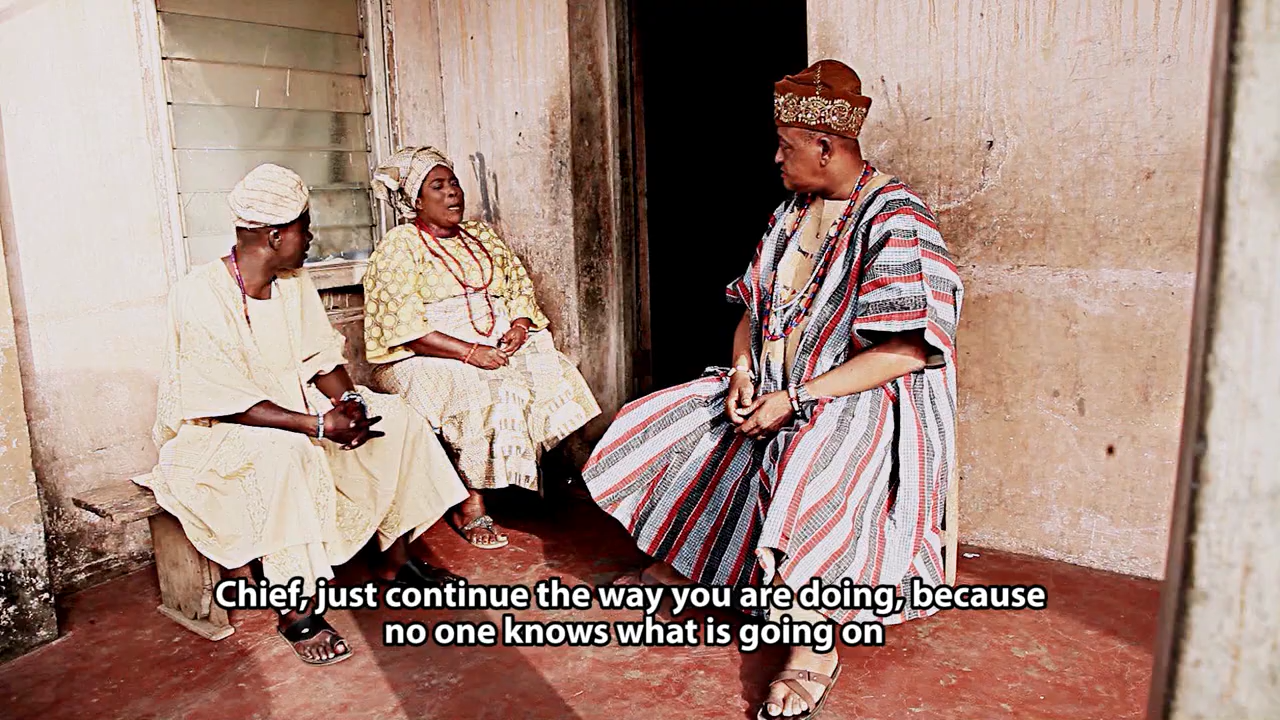 Chief, just continue the way you are doing, because
no one knows what is going on